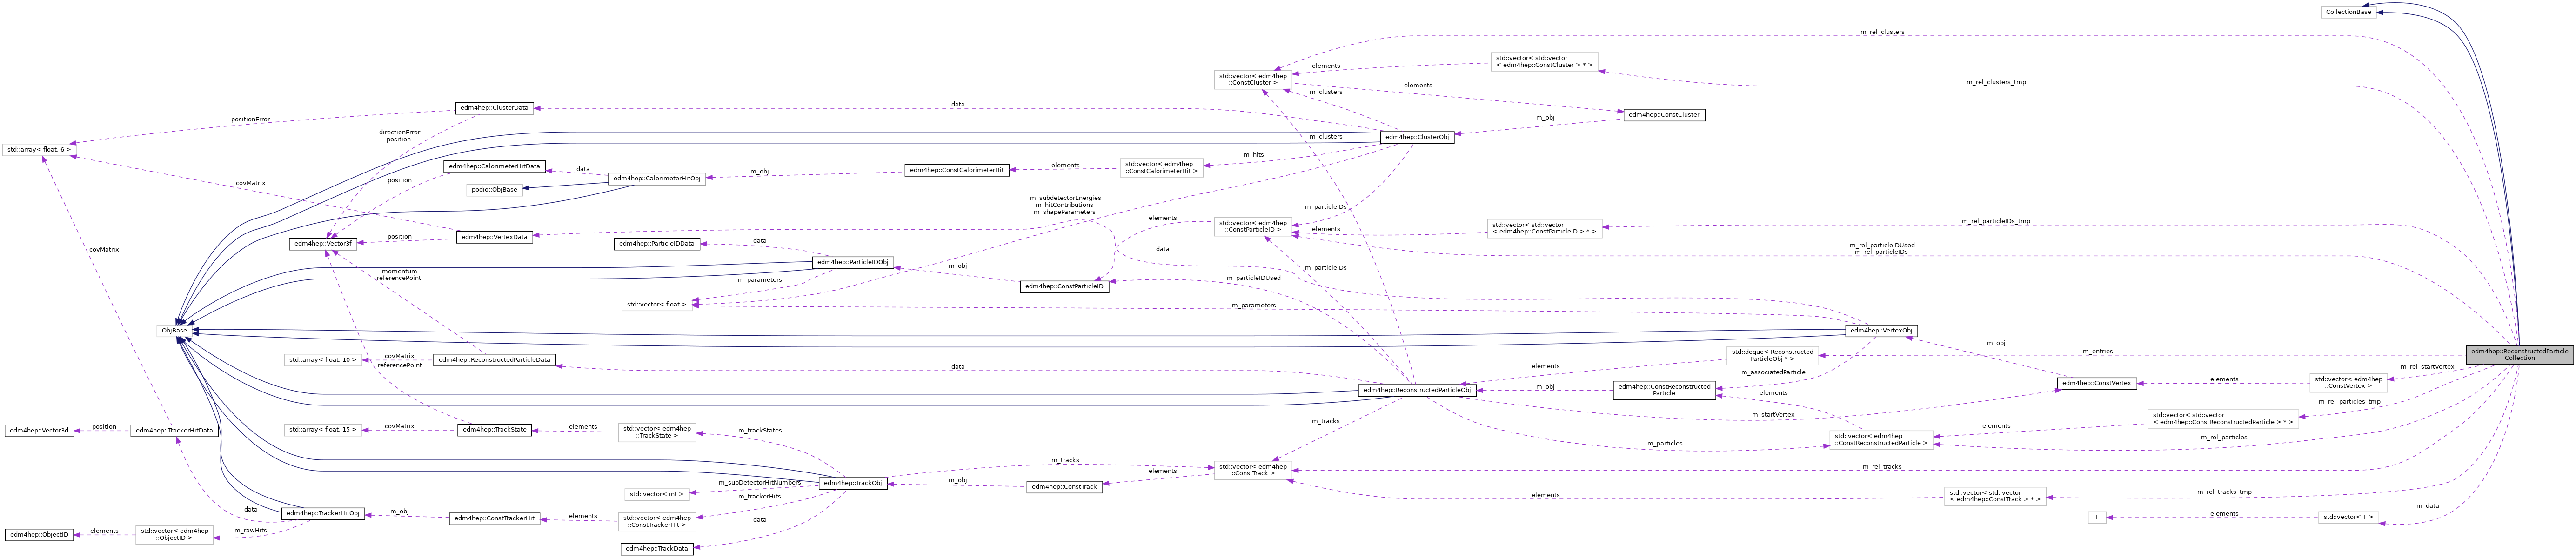 CollectionBase
m_rel_clusters
std::vector< std::vector
< edm4hep::ConstCluster > * >
elements
std::vector< edm4hep
::ConstCluster >
m_rel_clusters_tmp
elements
m_clusters
edm4hep::ClusterData
data
edm4hep::ConstCluster
m_obj
positionError
directionError
position
edm4hep::ClusterObj
m_clusters
std::array< float, 6 >
m_hits
edm4hep::CalorimeterHitData
data
std::vector< edm4hep
::ConstCalorimeterHit >
elements
edm4hep::ConstCalorimeterHit
m_obj
edm4hep::CalorimeterHitObj
position
covMatrix
podio::ObjBase
m_subdetectorEnergies
m_hitContributions
m_shapeParameters
m_particleIDs
elements
std::vector< edm4hep
::ConstParticleID >
elements
std::vector< std::vector
< edm4hep::ConstParticleID > * >
m_rel_particleIDs_tmp
edm4hep::VertexData
position
edm4hep::Vector3f
edm4hep::ParticleIDData
data
data
m_rel_particleIDUsed
m_rel_particleIDs
covMatrix
edm4hep::ParticleIDObj
m_obj
m_particleIDs
momentum
referencePoint
m_parameters
m_particleIDUsed
edm4hep::ConstParticleID
std::vector< float >
m_parameters
ObjBase
edm4hep::VertexObj
m_obj
std::array< float, 10 >
covMatrix
referencePoint
edm4hep::ReconstructedParticleData
data
elements
std::deque< Reconstructed
ParticleObj * >
m_entries
edm4hep::ReconstructedParticle
Collection
m_associatedParticle
m_rel_startVertex
edm4hep::ReconstructedParticleObj
m_obj
edm4hep::ConstReconstructed
Particle
elements
edm4hep::ConstVertex
elements
std::vector< edm4hep
::ConstVertex >
m_rel_particles_tmp
m_startVertex
std::vector< std::vector
< edm4hep::ConstReconstructedParticle > * >
elements
m_tracks
edm4hep::Vector3d
position
edm4hep::TrackerHitData
std::array< float, 15 >
covMatrix
edm4hep::TrackState
elements
std::vector< edm4hep
::TrackState >
m_trackStates
m_particles
std::vector< edm4hep
::ConstReconstructedParticle >
m_rel_particles
m_tracks
std::vector< edm4hep
::ConstTrack >
elements
m_rel_tracks
edm4hep::TrackObj
m_obj
edm4hep::ConstTrack
m_subDetectorHitNumbers
std::vector< int >
m_trackerHits
elements
std::vector< std::vector
< edm4hep::ConstTrack > * >
m_rel_tracks_tmp
m_data
data
edm4hep::TrackerHitObj
m_obj
edm4hep::ConstTrackerHit
elements
std::vector< edm4hep
::ConstTrackerHit >
data
T
elements
std::vector< T >
edm4hep::ObjectID
elements
std::vector< edm4hep
::ObjectID >
m_rawHits
edm4hep::TrackData